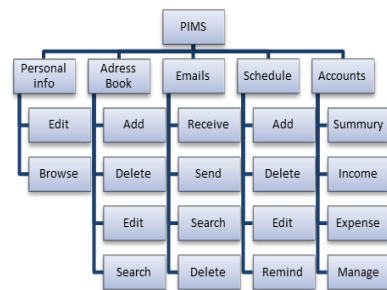 PIMS
Personal
info
Adress
Book
Emails
Schedule
Accounts
Edit
Add
Receive
Add
Summury
Browse
Delete
Send
Delete
Income
Edit
Search
Edit
Expense
Search
Delete
Remind
Manage